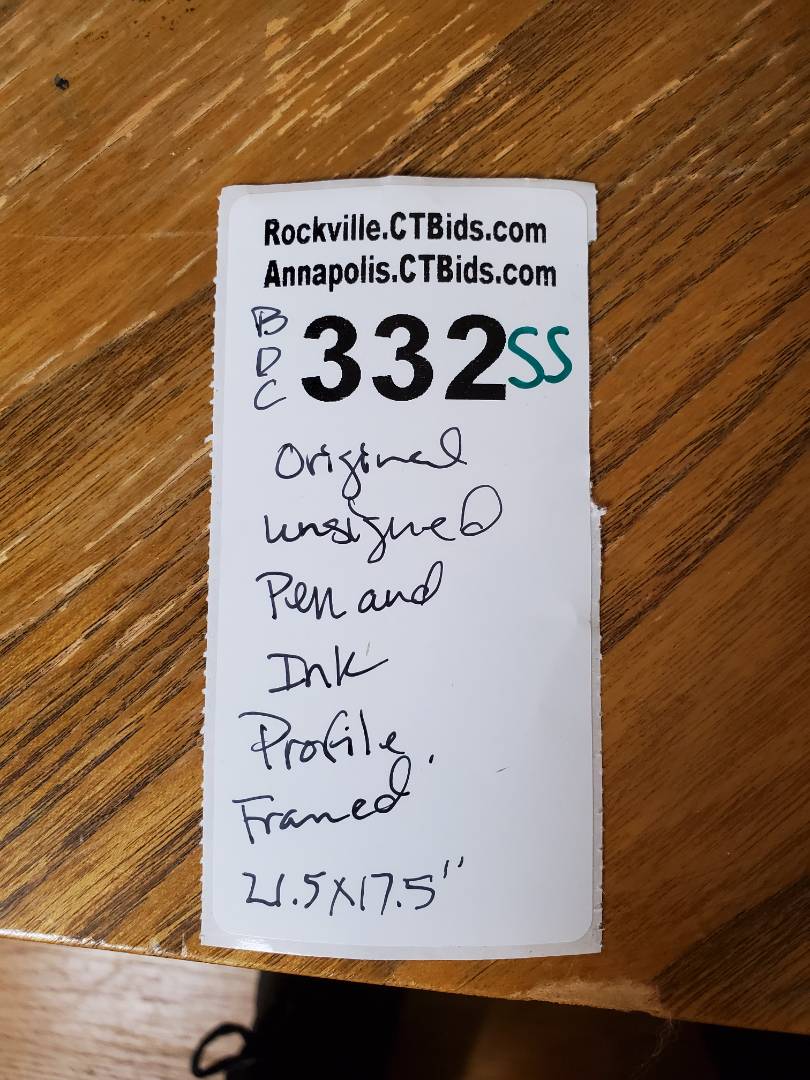 Rockville.CTBids.com
Annapolis.CTBids.com
B
D
C
332SS
Original
unsigned
Pen and
Ink
Profile.
Framed
21.5X17.5"